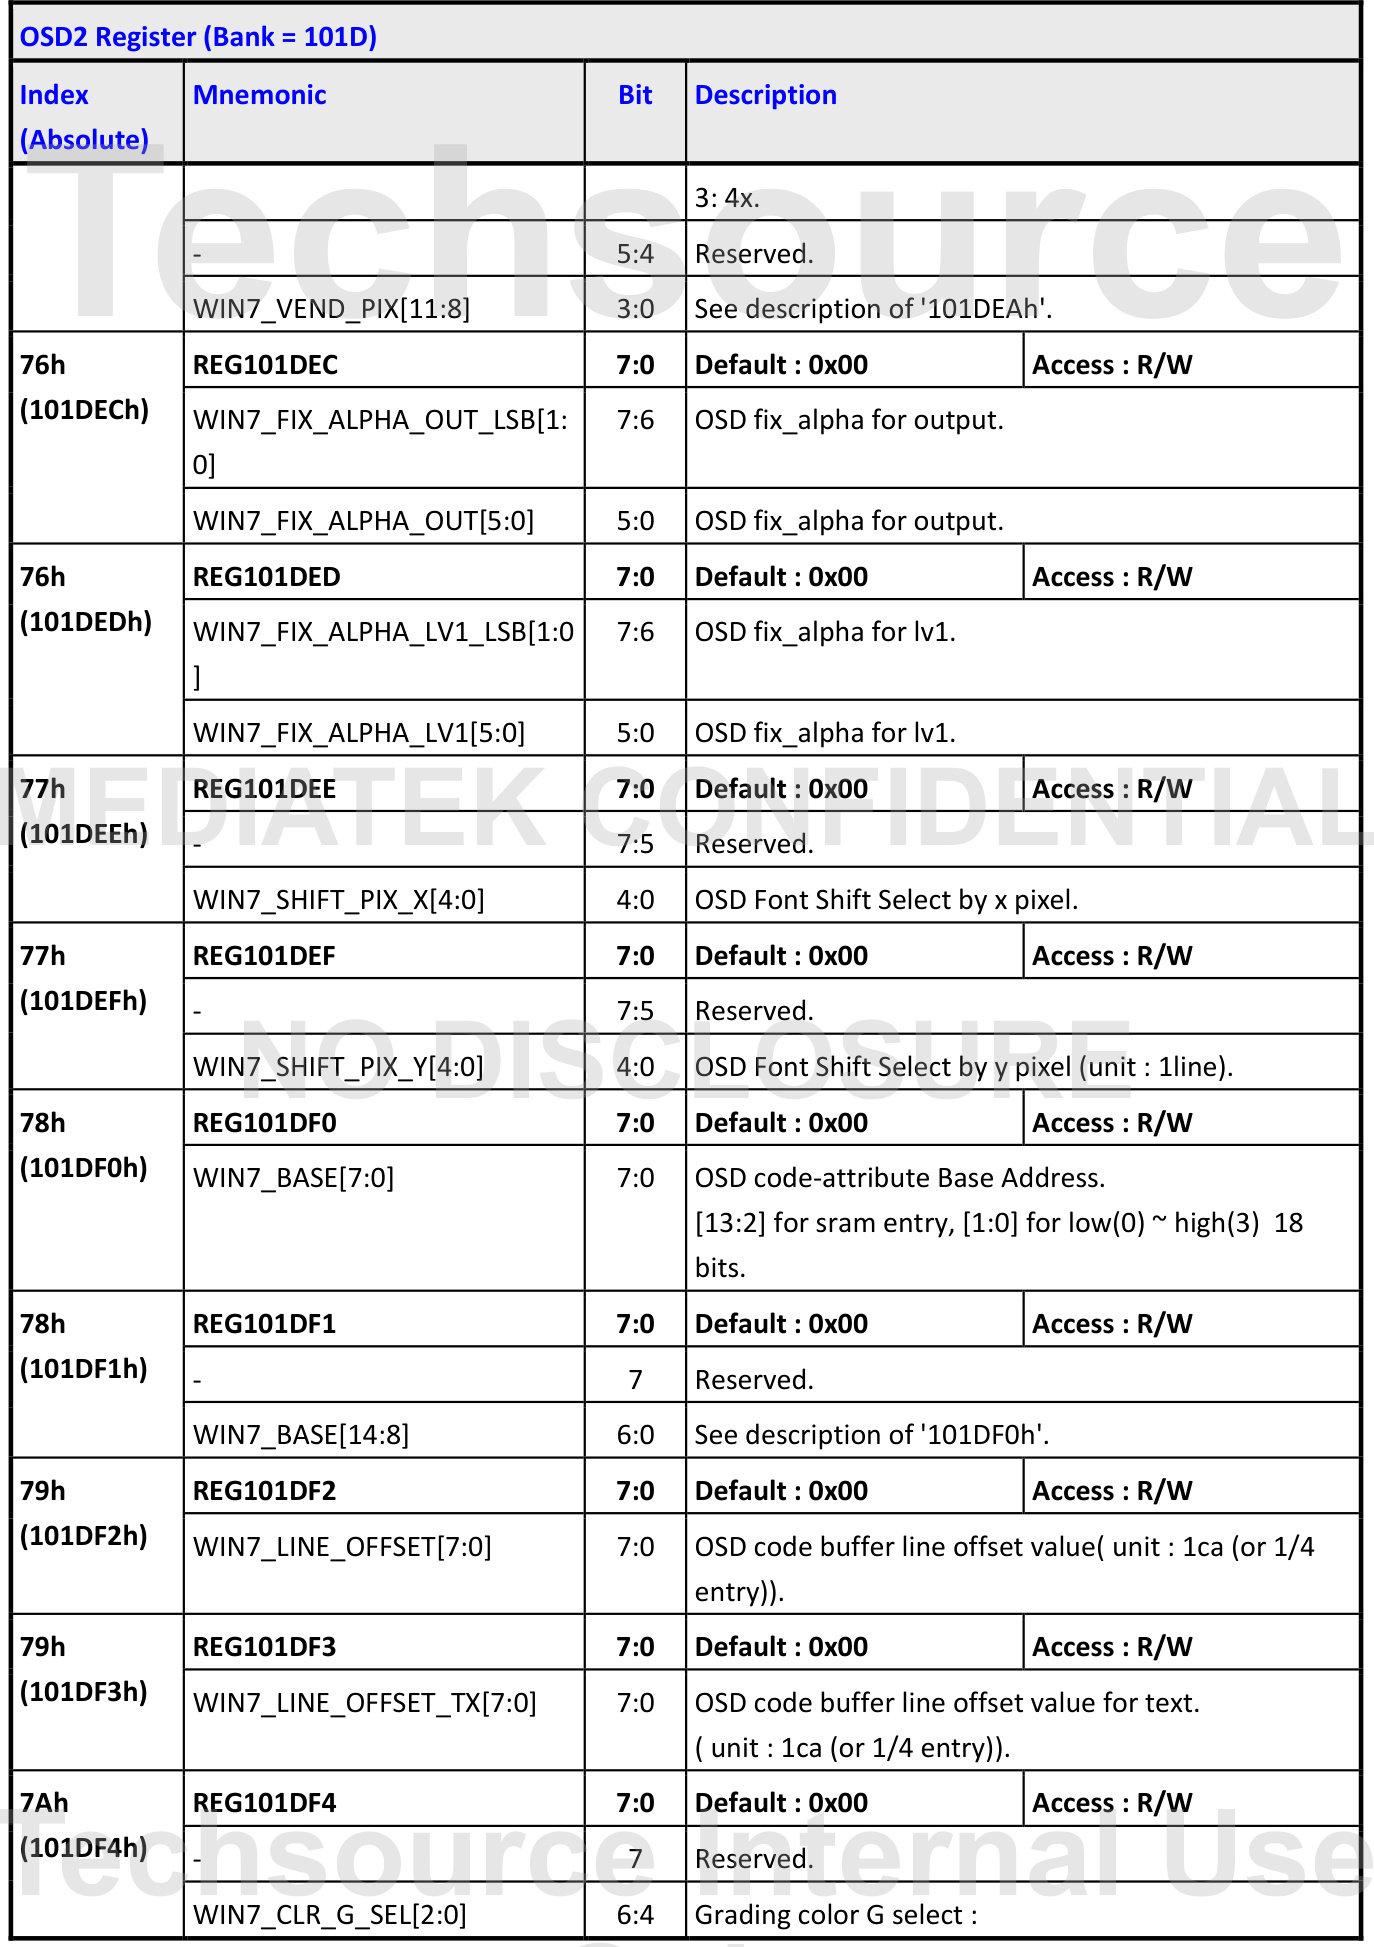 OSD2 Register (Bank = 101D)
Index (Absolute) Mnemonic Bit Description
3: 4x.
- 5:4 Reserved.
WIN7_VEND_PIX[11:8] 3:0 See description of '101DEAh'.
76h (101DECh) REG101DEC 7:0 Default : 0x00 Access : R/W
WIN7_FIX_ALPHA_OUT_LSB[1:
0] 7:6 OSD fix_alpha for output.
WIN7_FIX_ALPHA_OUT[5:0] 5:0 OSD fix_alpha for output.
76h (101DEDh) REG101DED 7:0 Default : 0x00 Access : R/W
WIN7_FIX_ALPHA_LV1_LSB[1:0
] 7:6 OSD fix_alpha for lv1.
WIN7_FIX_ALPHA_LV1[5:0] 5:0 OSD fix_alpha for lv1.
77h (101DEEh) REG101DEE 7:0 Default : 0x00 Access : R/W
- 7:5 Reserved.
WIN7_SHIFT_PIX_X[4:0] 4:0 OSD Font Shift Select by x pixel.
77h (101DEFh) REG101DEF 7:0 Default : 0x00 Access : R/W
- 7:5 Reserved.
WIN7_SHIFT_PIX_Y[4:0] 4:0 OSD Font Shift Select by y pixel (unit : 1line).
78h (101DF0h) REG101DF0 7:0 Default : 0x00 Access : R/W
WIN7_BASE[7:0] 7:0 OSD code-attribute Base Address.
[13:2] for sram entry, [1:0] for low(0) ~ high(3) 18
bits.
78h (101DF1h) REG101DF1 7:0 Default : 0x00 Access : R/W
- 7 Reserved.
WIN7_BASE[14:8] 6:0 See description of '101DF0h'.
79h (101DF2h) REG101DF2 7:0 Default : 0x00 Access : R/W
WIN7_LINE_OFFSET[7:0] 7:0 OSD code buffer line offset value( unit : 1ca (or 1/4
entry)).
79h (101DF3h) REG101DF3 7:0 Default : 0x00 Access : R/W
WIN7_LINE_OFFSET_TX[7:0] 7:0 OSD code buffer line offset value for text.
( unit : 1ca (or 1/4 entry)).
7Ah (101DF4h) REG101DF4 7:0 Default : 0x00 Access : R/W
- 7 Reserved.
WIN7_CLR_G_SEL[2:0] 6:4 Grading color G select :
Techsource
MEDIATEK CONFIDENTIAL
NO DISCLOSURE
Techsource Internal Use